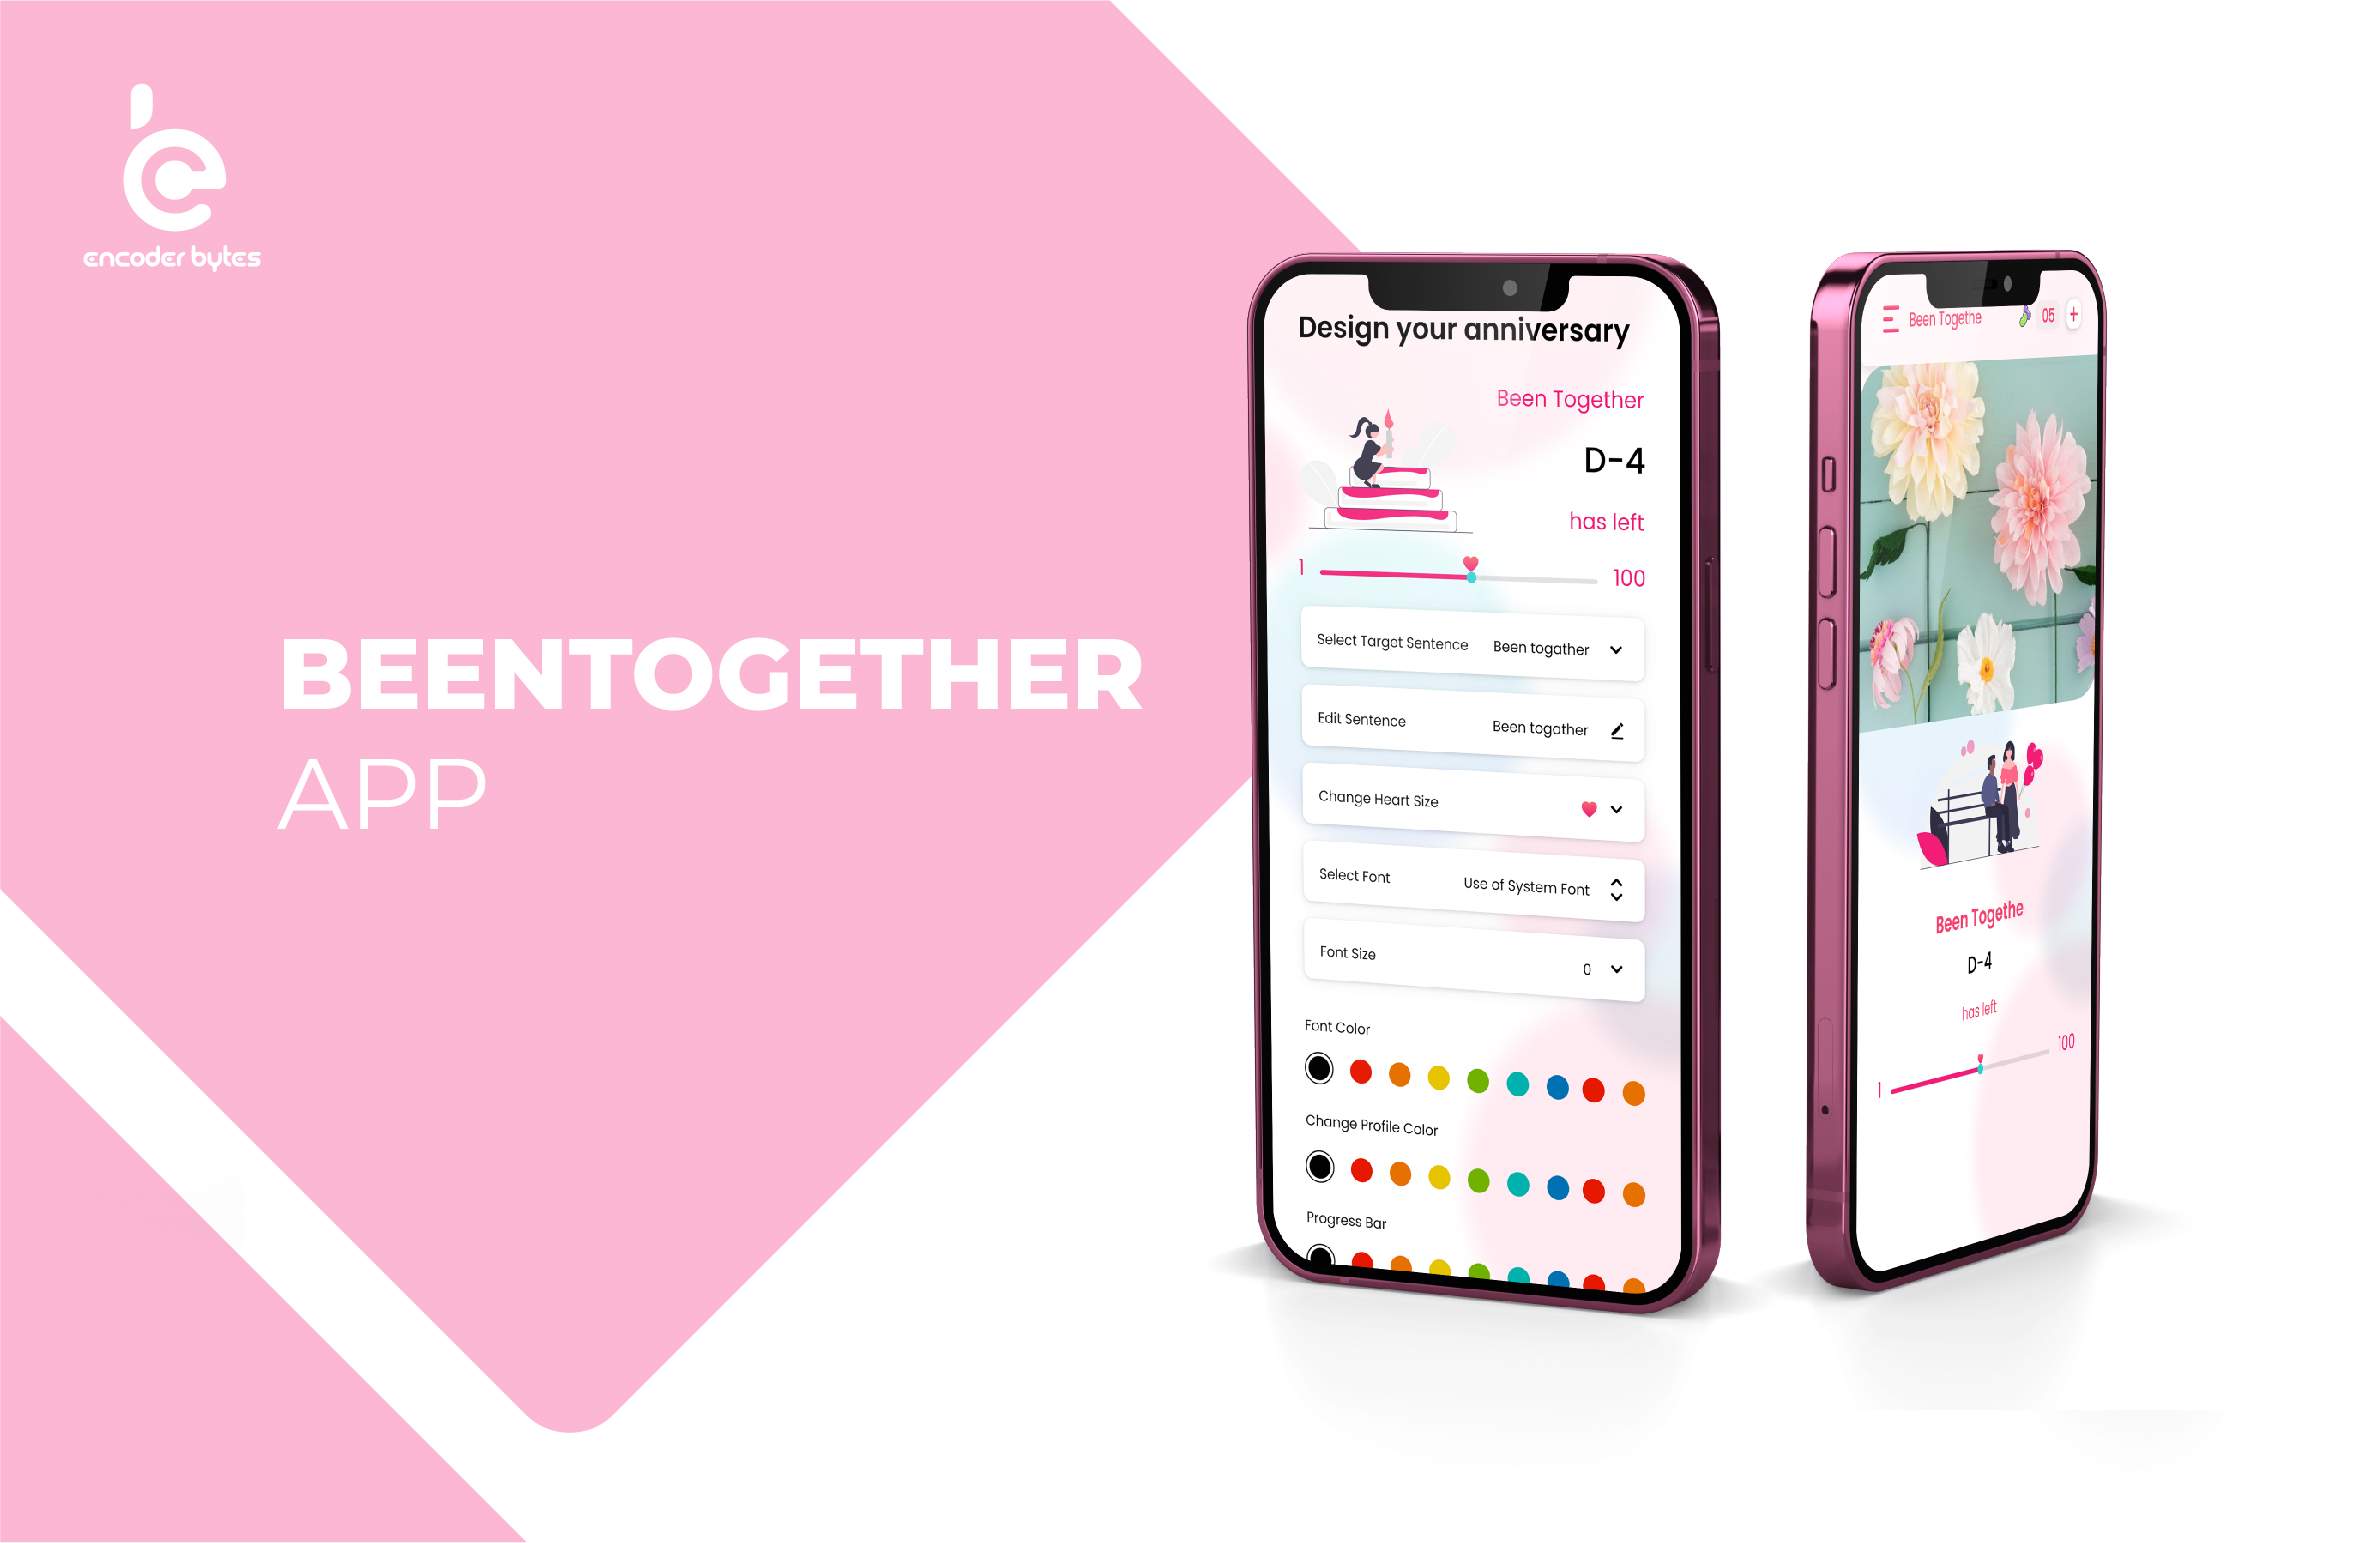 encoder bytes
BEENTOGETHER
APP
Design your anniversary
Been Together
D-4
has left
1 100
Select Targat Sentence Been togather
Edit Sentence Been togather
Change Heart Size
Select Font Use of System Font
Font Size 0
Font Color
Change Profile Color
Progress Bar
Been Togethe 05 +
Been Togethe
D-4
has left
1 100